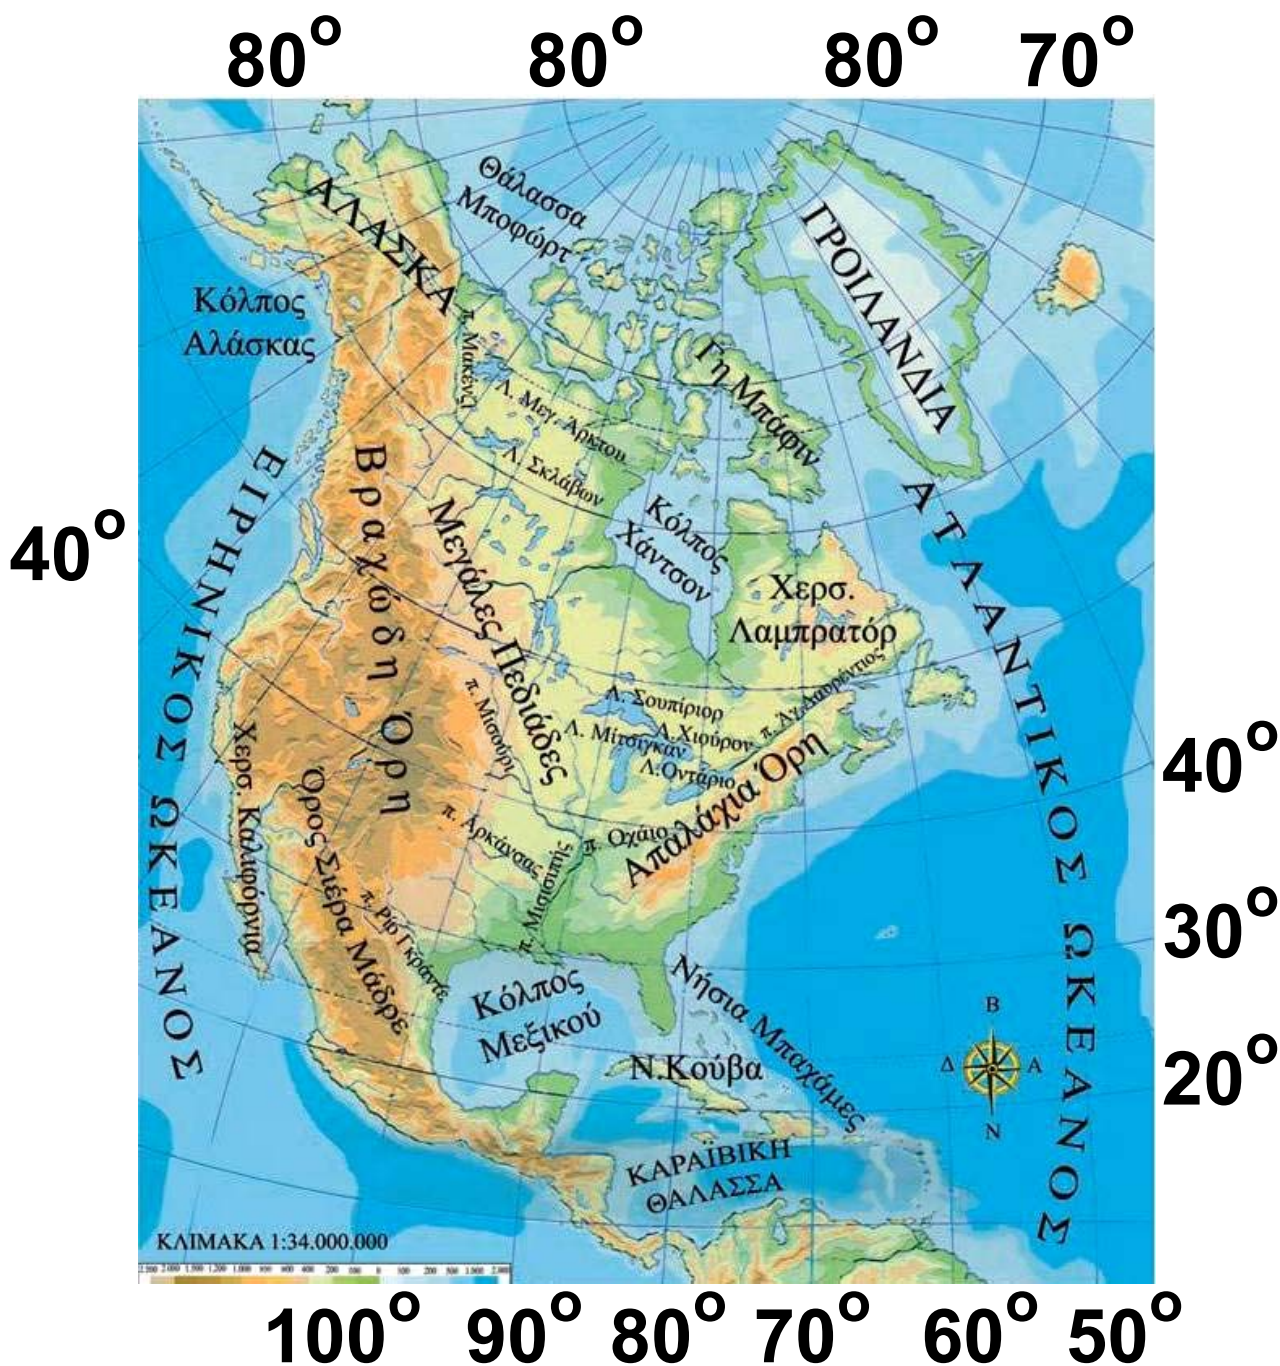 80° 80° 80° 70°
Θάλασσα
Μποφώρτ
ΑΛΑΣΚΑ
ΓΡΟΙΛΑΝΔΙΑ
Κόλπος
Αλάσκας
π. Μακένζι
Λ. Μεγ. Άρκτου
Γη Μπάφιν
Λ. Σκλάβων
ΕΙΡΗΝΙΚΟΣ ΩΚΕΑΝΟΣ
Βραχώδη Όρη
Μεγάλες Πεδιάδες
Κόλπος
Χάντσον
ΑΤΛΑΝΤΙΚΟΣ ΩΚΕΑΝΟΣ
40°
Χερσ.
Λαμπρατόρ
π. Μισούρι
Λ. Σουπίριορ
π. Αγ.Λαυρέντιος
Λ.Χιούρον
Λ. Μίτσιγκαν
Λ.Οντάριο
40°
Χερσ. Καλιφόρνια
Όρος Σιέρα Μάδρε
π. Αρκάνσας
π. Οχάιο
Απαλάχια Όρη
π. Μισισιπής
π. Ρίο Γκράντε
30°
Κόλπος
Μεξικού
Νήσια Μπαχάμες
Ν.Κούβα
Β
Δ Α
Ν
20°
ΚΑΡΑΪΒΙΚΗ
ΘΑΛΑΣΣΑ
ΚΛΙΜΑΚΑ 1:34.000.000
100° 90° 80° 70° 60° 50°